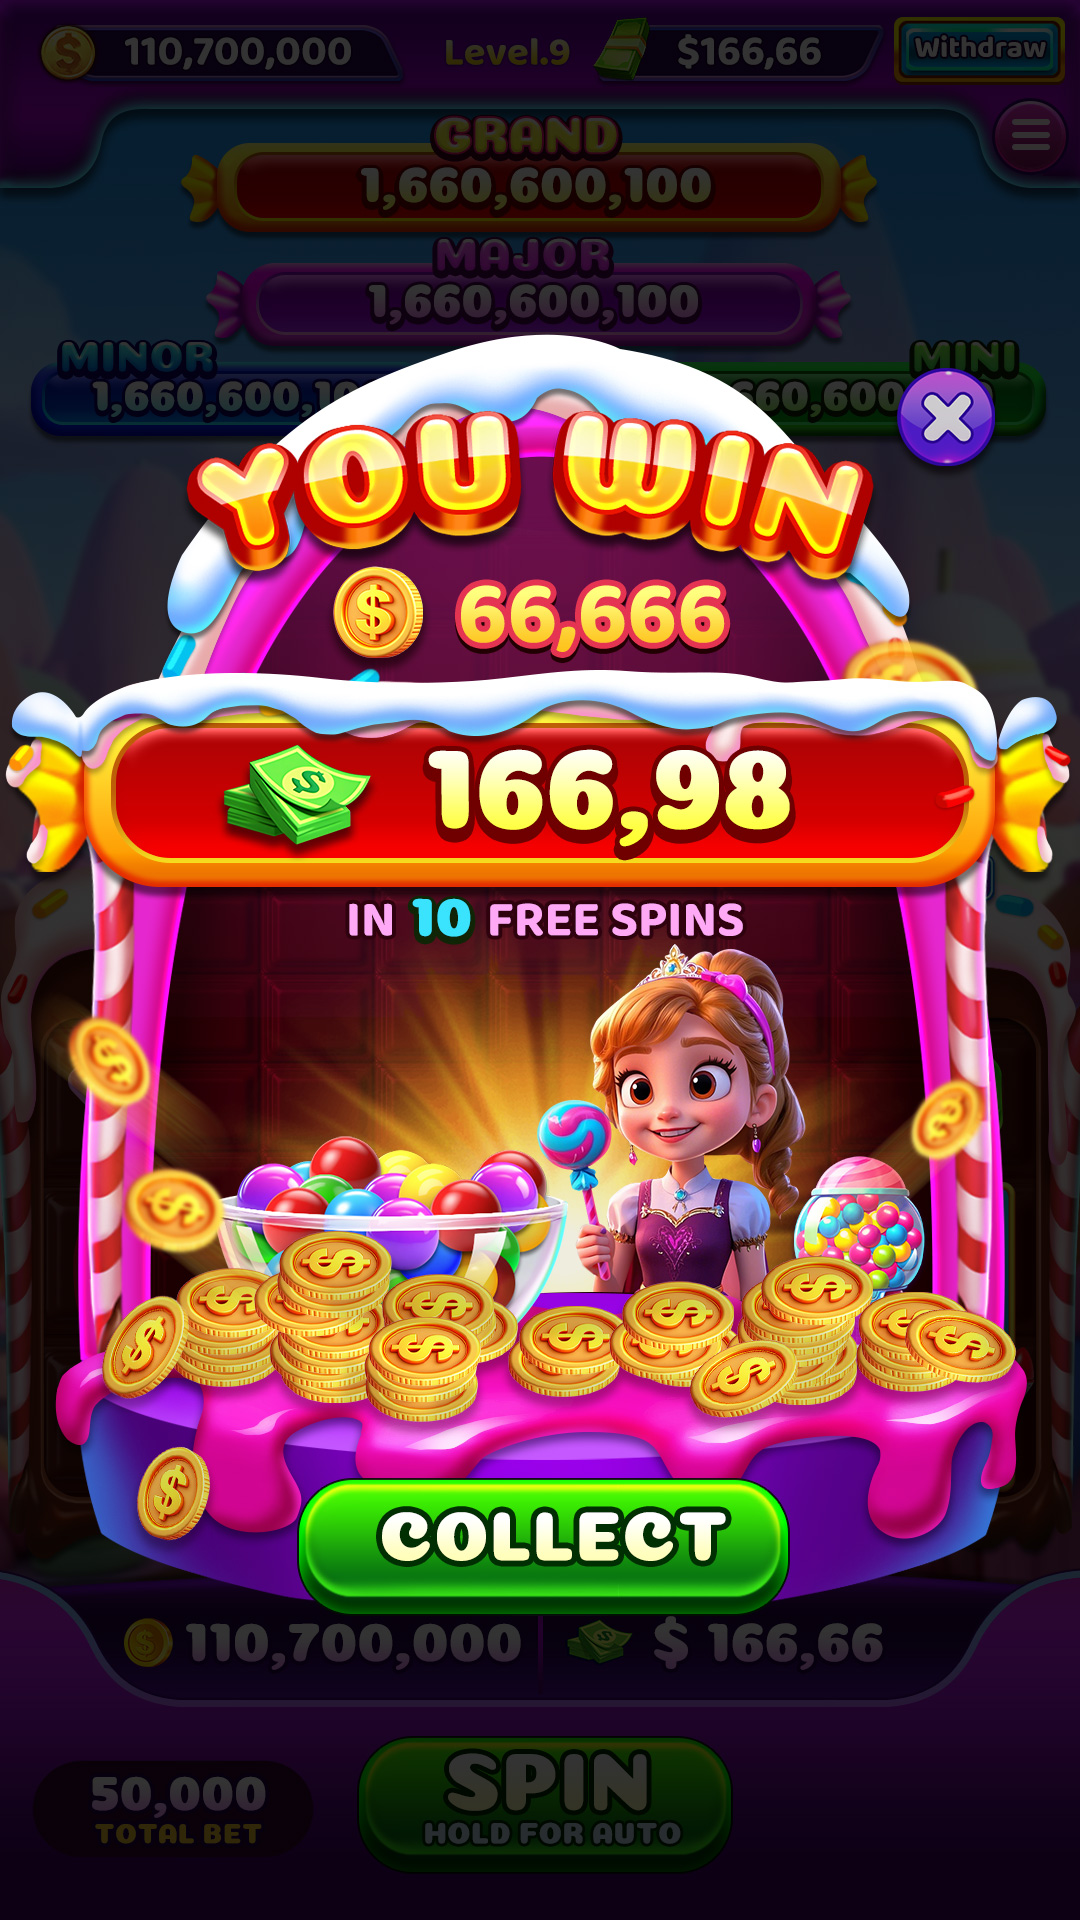 110,700,000 Level.9 $166,66 Withdraw
GRAND
1,660,600,100
MAJOR
1,660,600,100
MINOR MINI
YOU WIN
66,666
166,98
IN 10 FREE SPINS
COLLECT
110,700,000 $ 166,66
50,000
TOTAL BET
SPIN
HOLD FOR AUTO